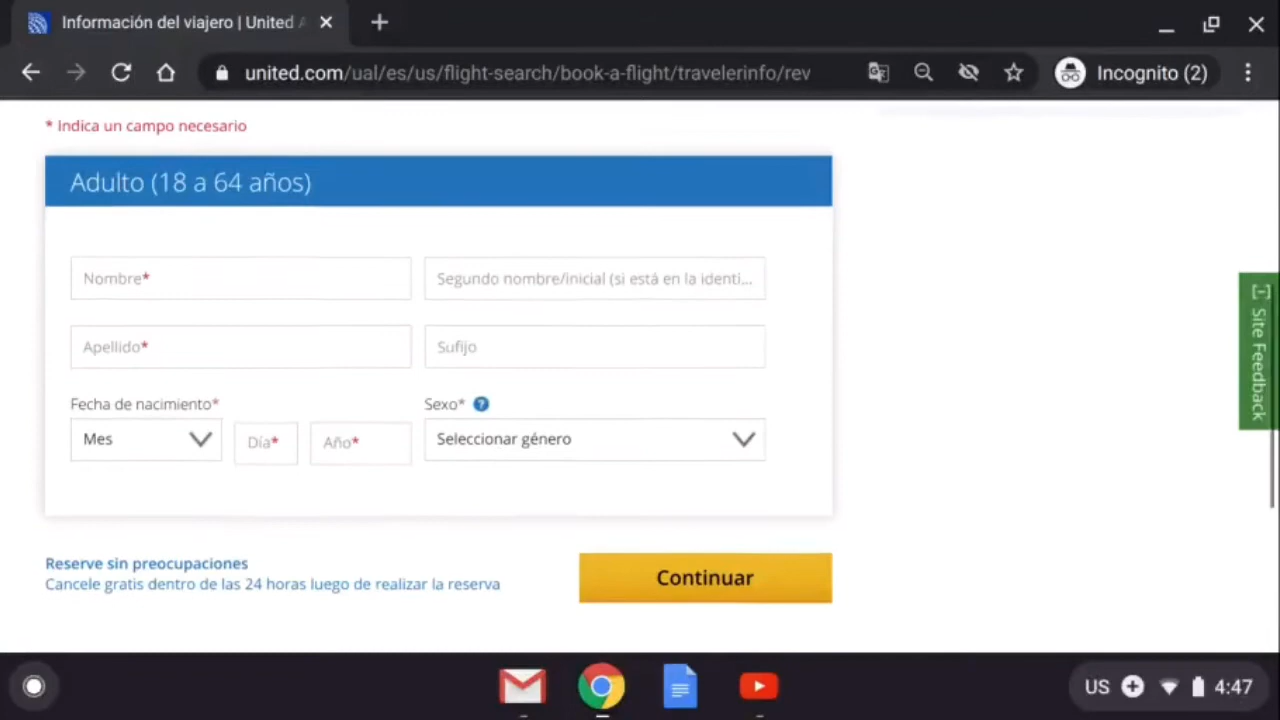 Información del viajero | United A
united.com/ual/es/us/flight-search/book-a-flight/travelerinfo/rev
Incognito (2)
* Indica un campo necesario
Adulto (18 a 64 años)
Nombre*
Segundo nombre/inicial (si está en la identi...
Apellido*
Sufijo
Fecha de nacimiento*
Sexo* ?
Mes
Día*
Año*
Seleccionar género
[-] Site Feedback
Reserve sin preocupaciones
Cancele gratis dentro de las 24 horas luego de realizar la reserva
Continuar
US
4:47